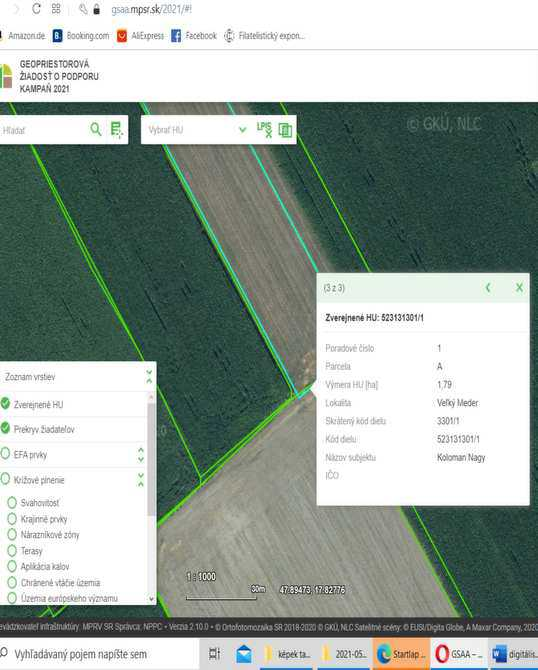 gsaa.mpsr.sk/2021/#!
Amazon.de Booking.com AliExpress Facebook Filatelistický expon...
GEOPRIESTOROVÁ
ŽIADOSŤ O PODPORU
KAMPAŇ 2021
Hľadať
Vybrať HU
LPIS
© GKÚ, NLC
(3 z 3)
Zverejnené HU: 523131301/1
Poradové číslo 1
Parcela A
Výmera HU [ha] 1,79
Lokalita Veľký Meder
Skrátený kód dielu 3301/1
Kód dielu 523131301/1
Názov subjektu Koloman Nagy
IČO
Zoznam vrstiev
Zverejnené HU
Prekryv žiadateľov
EFA prvky
Krížové plnenie
Svahovitosť
Krajinné prvky
Nárazníkové zóny
Terasy
Aplikácia kalov
Chránené vtáčie územia
Územia európskeho významu
1 : 1000
30m
47.89473, 17.82776
evádzkovateľ infraštruktúry: MPRV SR Správca: NPPC • Verzia 2.10.0 • © Ortofotomozaika SR 2018-2020 © GKÚ, NLC Satelitné scény: © EUSI/Digita Globe, A Maxar Company, 2020
Vyhľadávaný pojem napíšte sem
képek ta... 2021-05... Startlap ... GSAA – ... digitális...